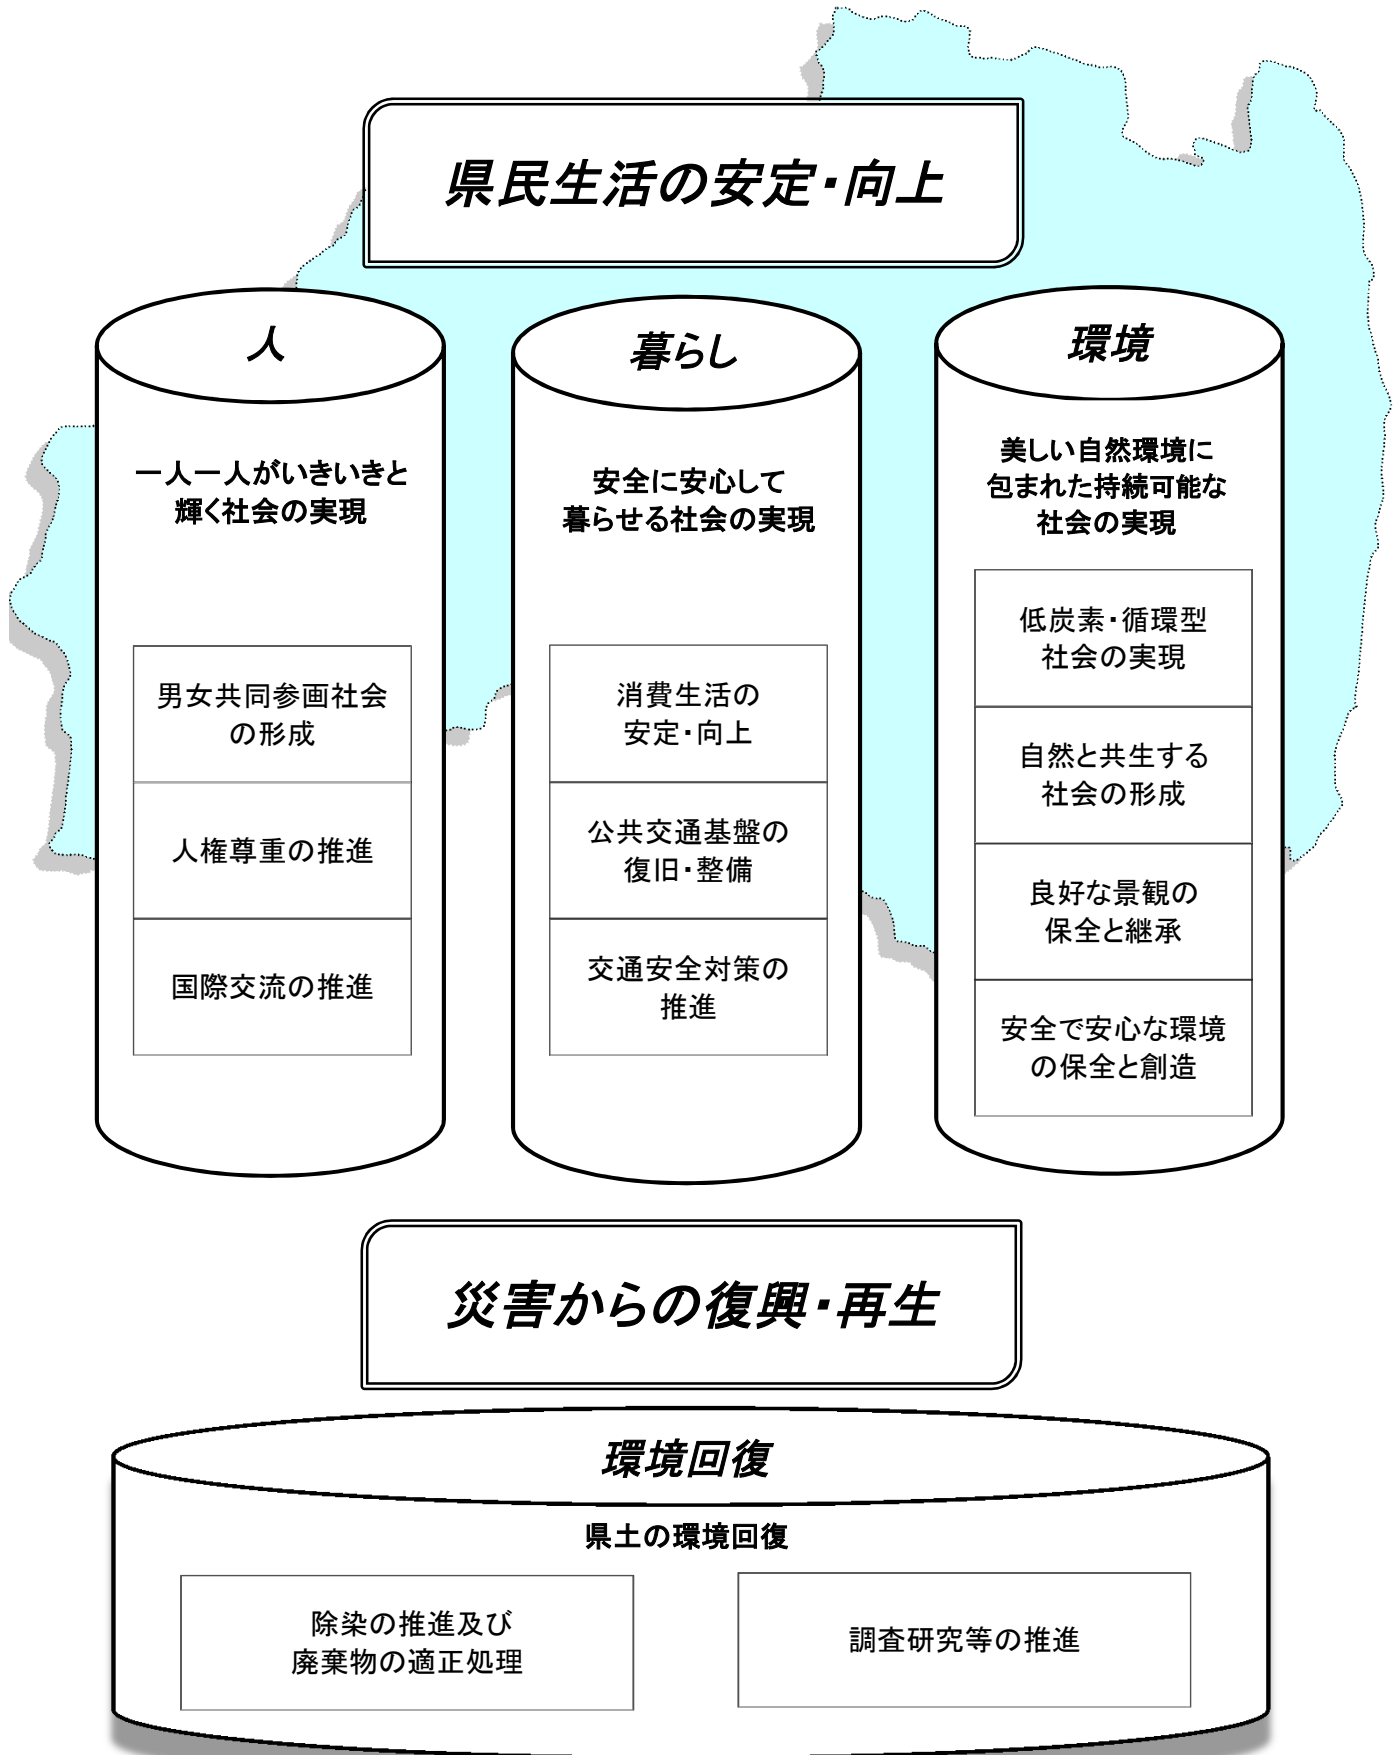 県民生活の安定・向上
人
一人一人がいきいきと
輝く社会の実現
男女共同参画社会
の形成
人権尊重の推進
国際交流の推進
暮らし
安全に安心して
暮らせる社会の実現
消費生活の
安定・向上
公共交通基盤の
復旧・整備
交通安全対策の
推進
環境
美しい自然環境に
包まれた持続可能な
社会の実現
低炭素・循環型
社会の実現
自然と共生する
社会の形成
良好な景観の
保全と継承
安全で安心な環境
の保全と創造
災害からの復興・再生
環境回復
県土の環境回復
除染の推進及び
廃棄物の適正処理
調査研究等の推進